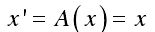 x' = A ( x ) = x